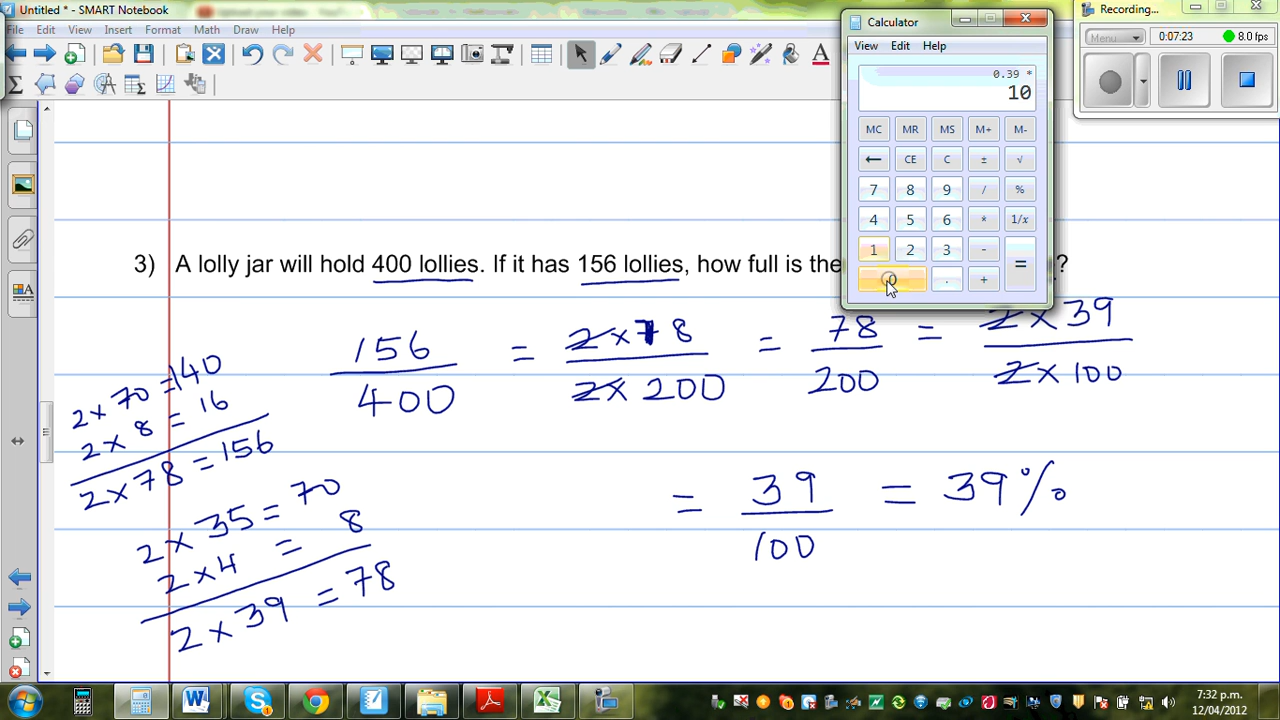 Untitled * - SMART Notebook
File Edit View Insert Format Math Draw Help
Calculator
View Edit Help
0.39 *
10
MC MR MS M+ M-
← CE C ± √
7 8 9 / %
4 5 6 * 1/x
1 2 3 - =
0 . +
Recording...
Menu 0:07:23 8.0 fps
3) A lolly jar will hold 400 lollies. If it has 156 lollies, how full is the ?
156/400 = 2 × 78 / 2 × 200 = 78/200 = 2 × 39 / 2 × 100
= 39/100 = 39%
2 × 70 = 140
2 × 8 = 16
2 × 78 = 156
2 × 35 = 70
2 × 4 = 8
2 × 39 = 78
7:32 p.m.
12/04/2012